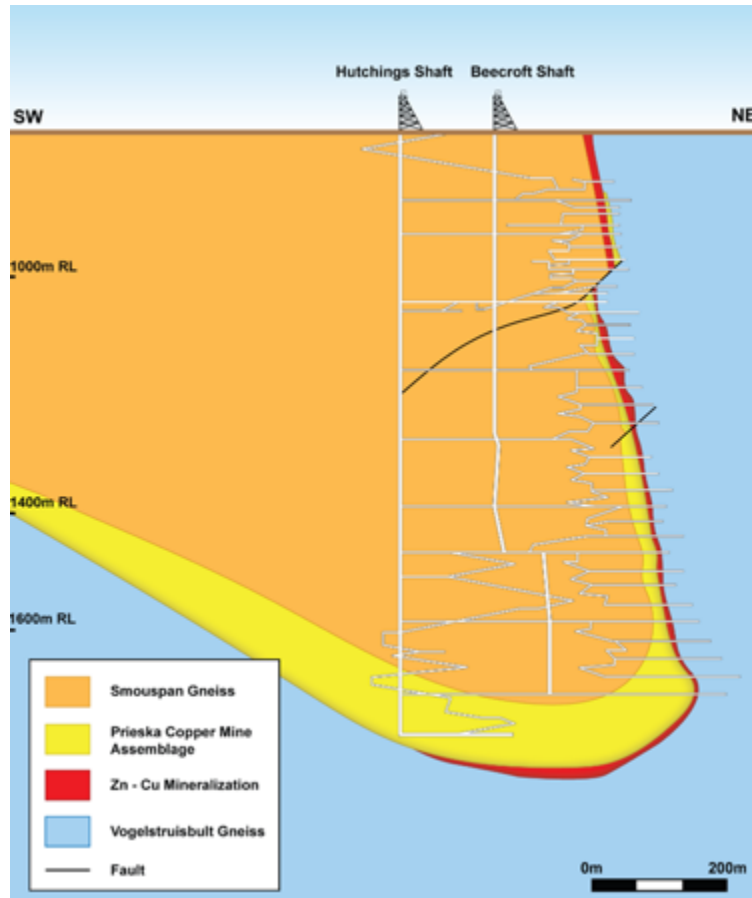 Hutchings Shaft Beecroft Shaft
SW
NE
1000m RL
1400m RL
1600m RL
Smouspan Gneiss
Prieska Copper Mine
Assemblage
Zn - Cu Mineralization
Vogelstruisbult Gneiss
Fault
0m 200m